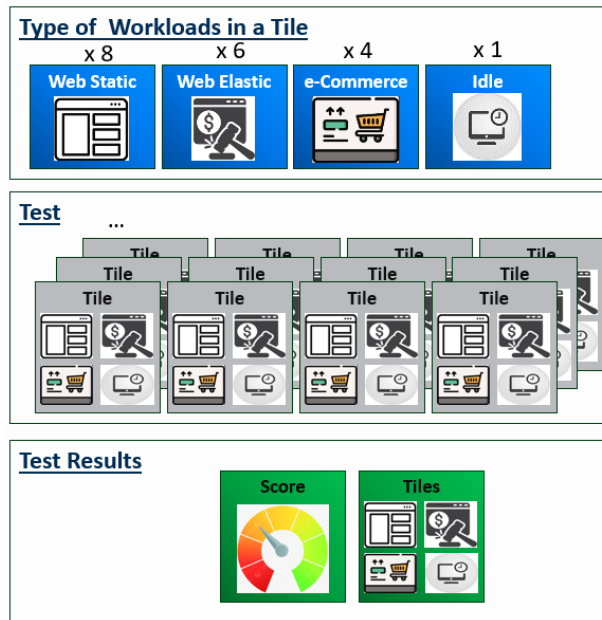 Type of Workloads in a Tile
x 8 x 6 x 4 x 1
Web Static Web Elastic e-Commerce Idle
$
Test
...
Tile Tile Tile Tile
Tile Tile Tile Tile
Tile Tile Tile Tile
$ $ $ $
Test Results
Score Tiles
$